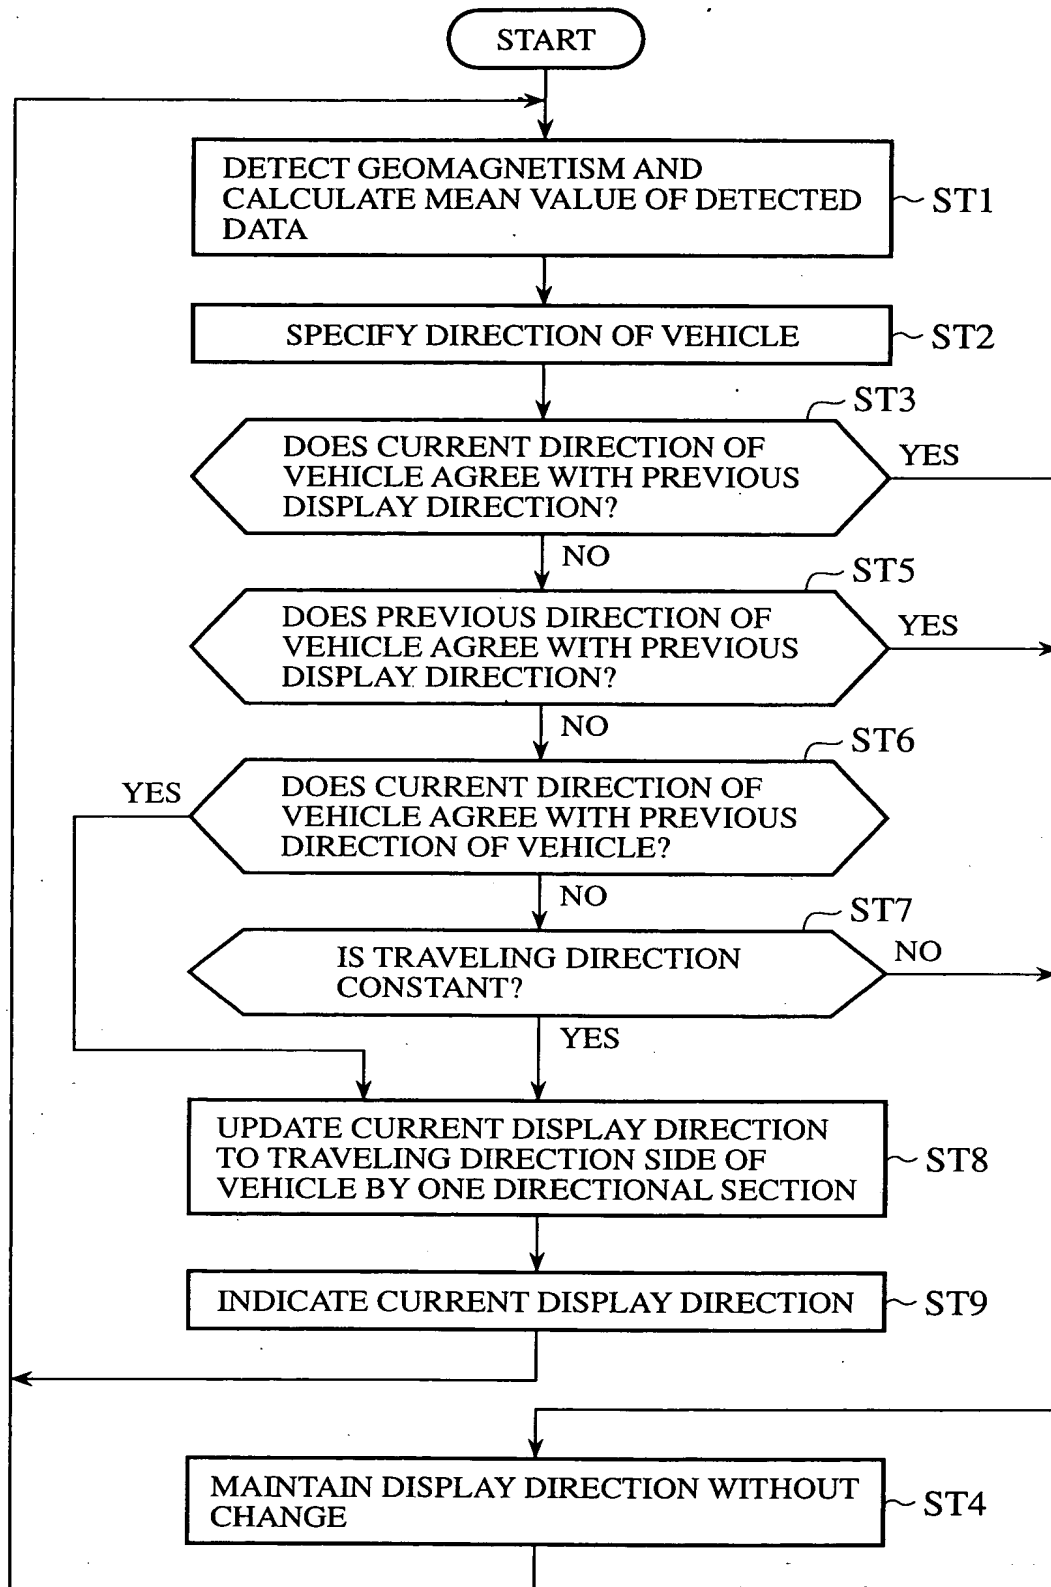 START
DETECT GEOMAGNETISM AND
CALCULATE MEAN VALUE OF DETECTED
DATA
ST1
SPECIFY DIRECTION OF VEHICLE
ST2
ST3
DOES CURRENT DIRECTION OF
VEHICLE AGREE WITH PREVIOUS
DISPLAY DIRECTION?
YES
NO
ST5
DOES PREVIOUS DIRECTION OF
VEHICLE AGREE WITH PREVIOUS
DISPLAY DIRECTION?
YES
NO
ST6
DOES CURRENT DIRECTION OF
VEHICLE AGREE WITH PREVIOUS
DIRECTION OF VEHICLE?
YES
NO
ST7
IS TRAVELING DIRECTION
CONSTANT?
NO
YES
UPDATE CURRENT DISPLAY DIRECTION
TO TRAVELING DIRECTION SIDE OF
VEHICLE BY ONE DIRECTIONAL SECTION
ST8
INDICATE CURRENT DISPLAY DIRECTION
ST9
MAINTAIN DISPLAY DIRECTION WITHOUT
CHANGE
ST4